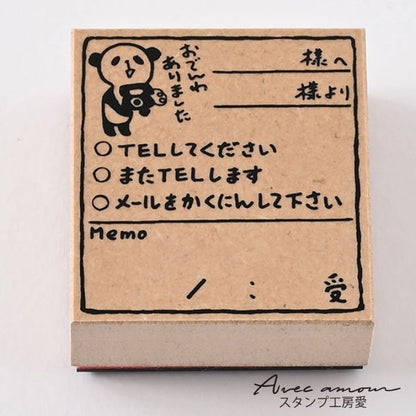 おでんわ
ありました
様へ
様より
○TELしてください
○またTELします
○メールをかくにんして下さい
Memo
/ : 受
Avec amour
スタンプ工房愛